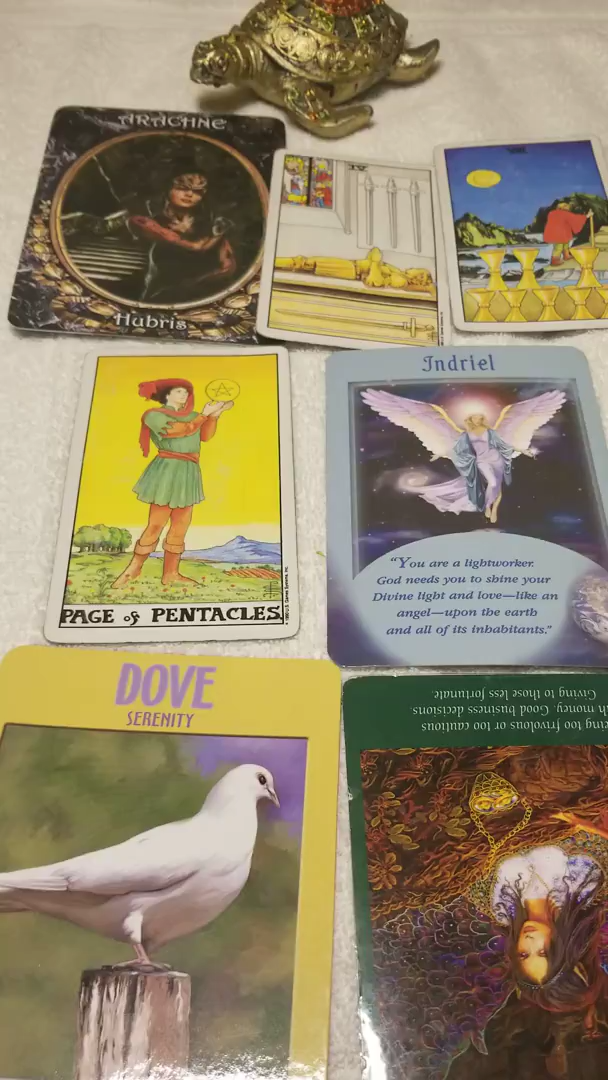 ARACHNE
Hubris
IV
VIII
PAGE of PENTACLES.
Indriel
"You are a lightworker.
God needs you to shine your
Divine light and love—like an
angel—upon the earth
and all of its inhabitants."
DOVE
SERENITY
too frivolous or too cautious
money. Good business decisions.
Giving to those less fortunate.